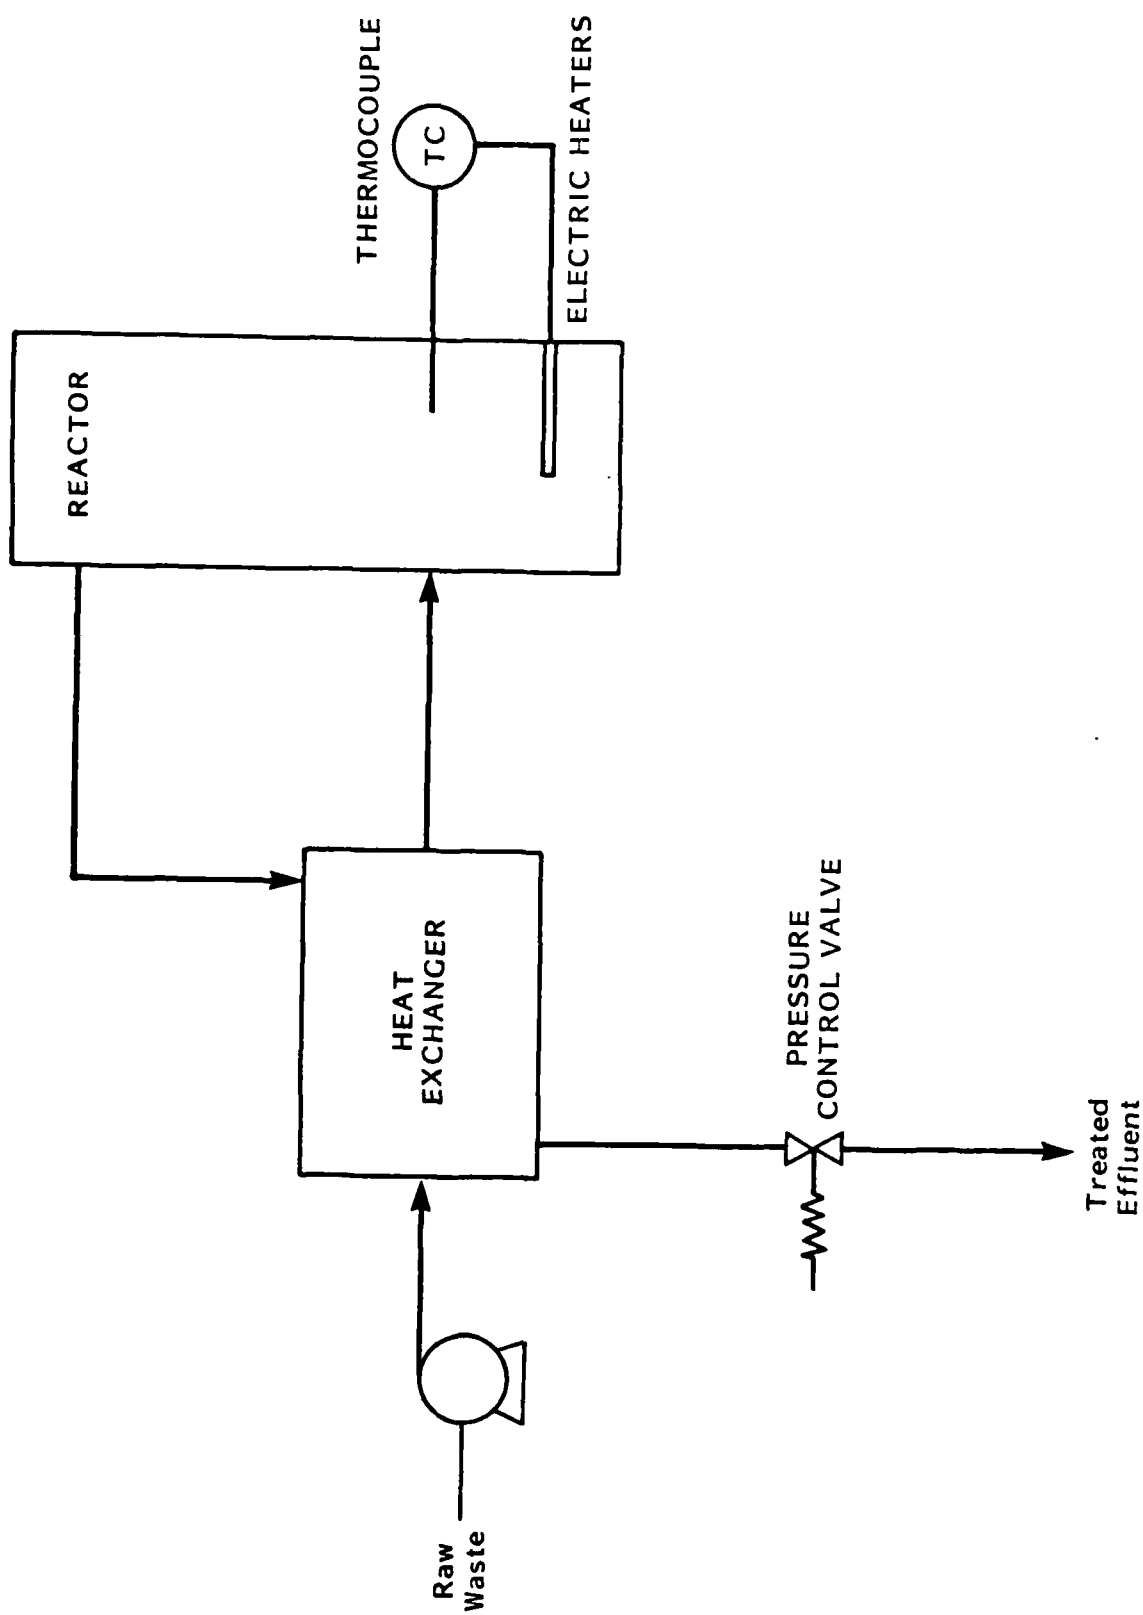 REACTOR
THERMOCOUPLE
TC
ELECTRIC HEATERS
HEAT
EXCHANGER
Raw
Waste
PRESSURE
CONTROL VALVE
Treated
Effluent